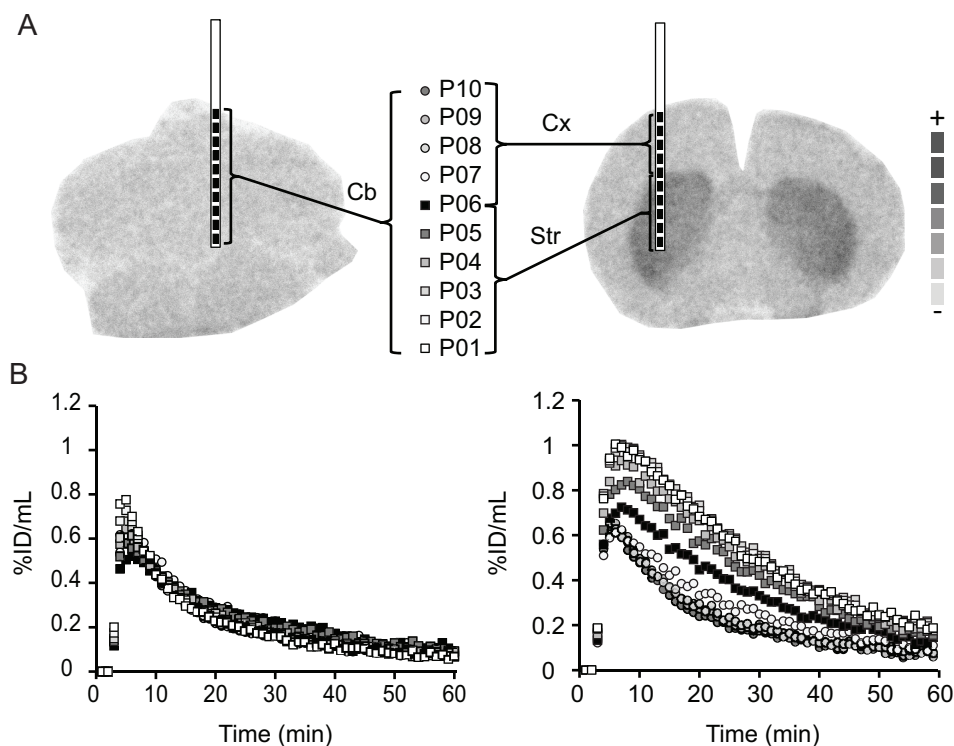 A
P10
P09
P08
P07
P06
P05
P04
P03
P02
P01
Cb
Cx
Str
+
-
B
%ID/mL
1.2
1
0.8
0.6
0.4
0.2
0
0 10 20 30 40 50 60
Time (min)
%ID/mL
1.2
1
0.8
0.6
0.4
0.2
0
0 10 20 30 40 50 60
Time (min)